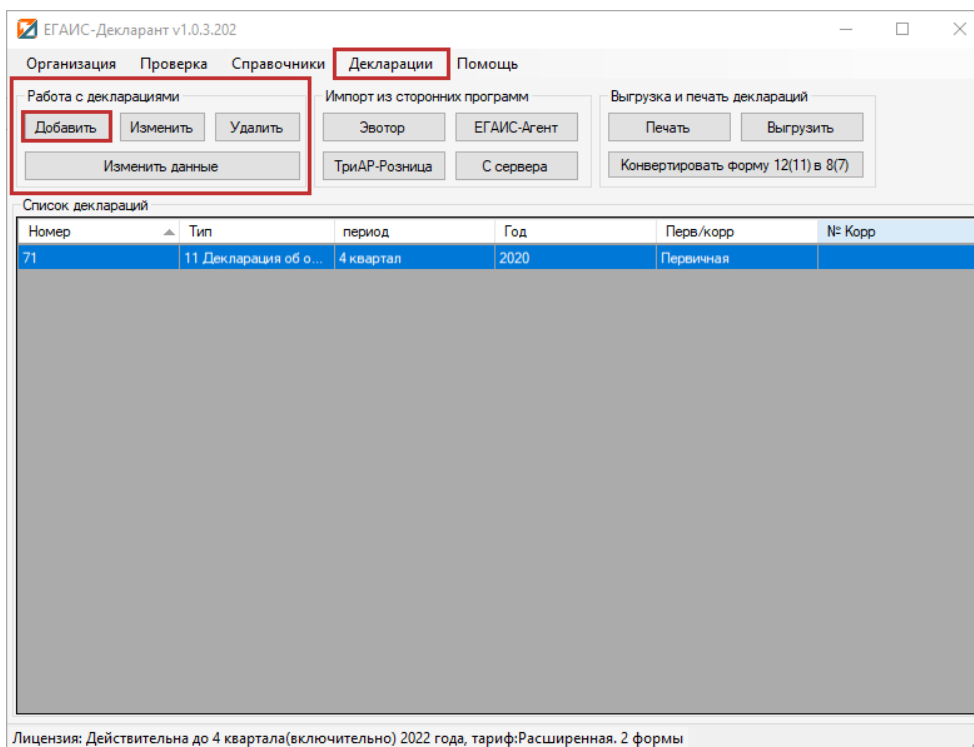 ЕГАИС-Декларант v1.0.3.202
Организация Проверка Справочники Декларации Помощь
Работа с декларациями Импорт из сторонних программ Выгрузка и печать деклараций
Добавить Изменить Удалить Эвотор ЕГАИС-Агент Печать Выгрузить
Изменить данные ТриАР-Розница С сервера Конвертировать форму 12(11) в 8(7)
Список деклараций
Номер Тип период Год Перв/корр № Корр
71 11 Декларация об о... 4 квартал 2020 Первичная
Лицензия: Действительна до 4 квартала(включительно) 2022 года, тариф:Расширенная. 2 формы